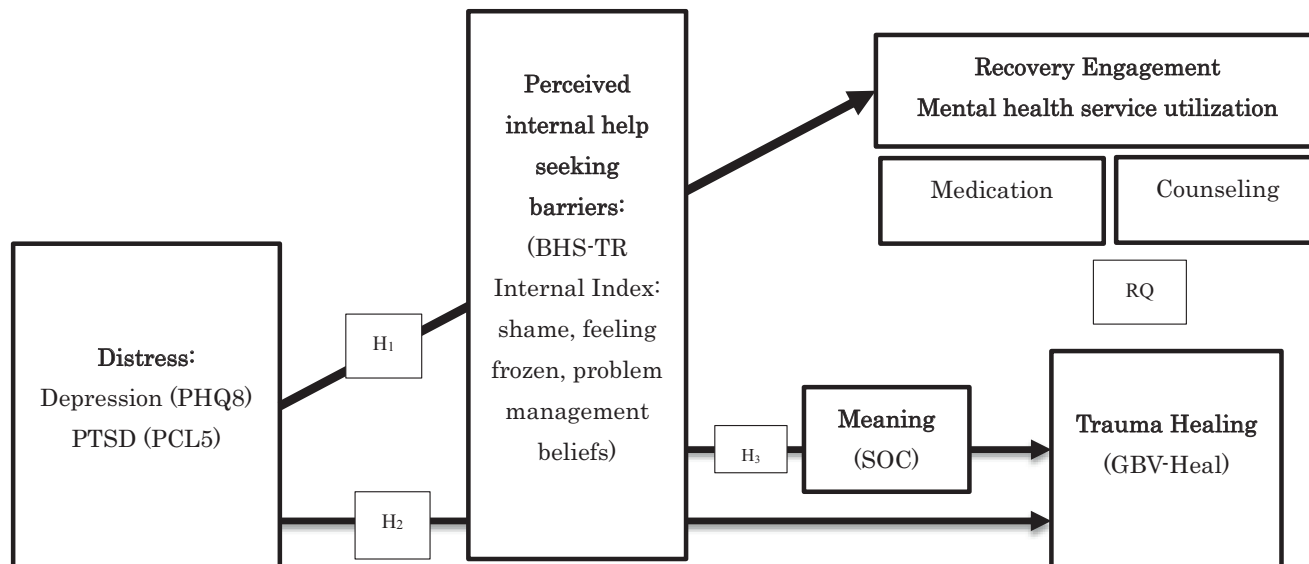 Distress:
Depression (PHQ8)
PTSD (PCL5)
H1
H2
Perceived
internal help
seeking
barriers:
(BHS-TR
Internal Index:
shame, feeling
frozen, problem
management
beliefs)
Recovery Engagement
Mental health service utilization
Medication
Counseling
RQ
H3
Meaning
(SOC)
Trauma Healing
(GBV-Heal)